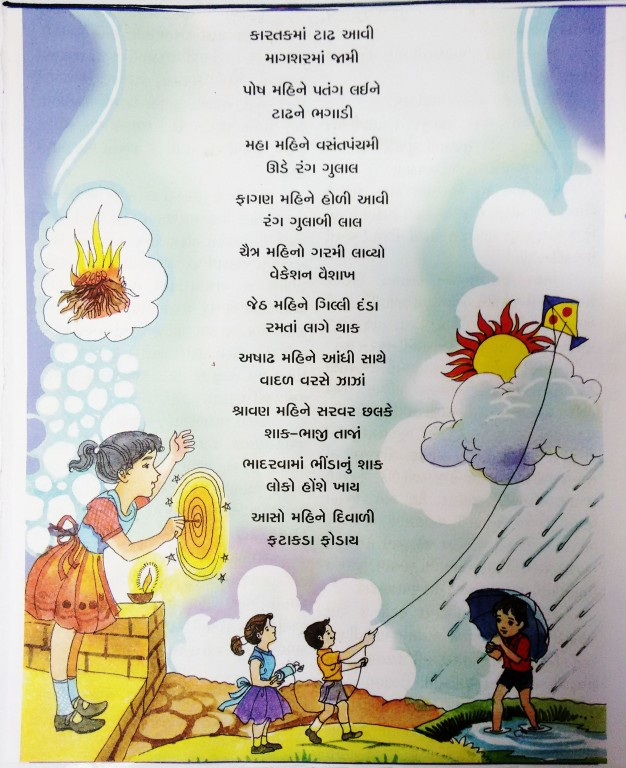 કારતકમાં ટાઢ આવી
માગશરમાં જામી
પોષ મહિને પતંગ લઈને
ટાઢને ભગાડી
મહા મહિને વસંતપંચમી
ઊડે રંગ ગુલાલ
ફાગણ મહિને હોળી આવી
રંગ ગુલાબી લાલ
ચૈત્ર મહિનો ગરમી લાવ્યો
વેકેશન વૈશાખ
જેઠ મહિને ગિલ્લી દંડા
રમતાં લાગે થાક
અષાઢ મહિને આંધી સાથે
વાદળ વરસે ઝાઝાં
શ્રાવણ મહિને સરવર છલકે
શાક-ભાજી તાજાં
ભાદરવામાં ભીંડાનું શાક
લોકો હોંશે ખાય
આસો મહિને દિવાળી
ફટાકડા ફોડાય